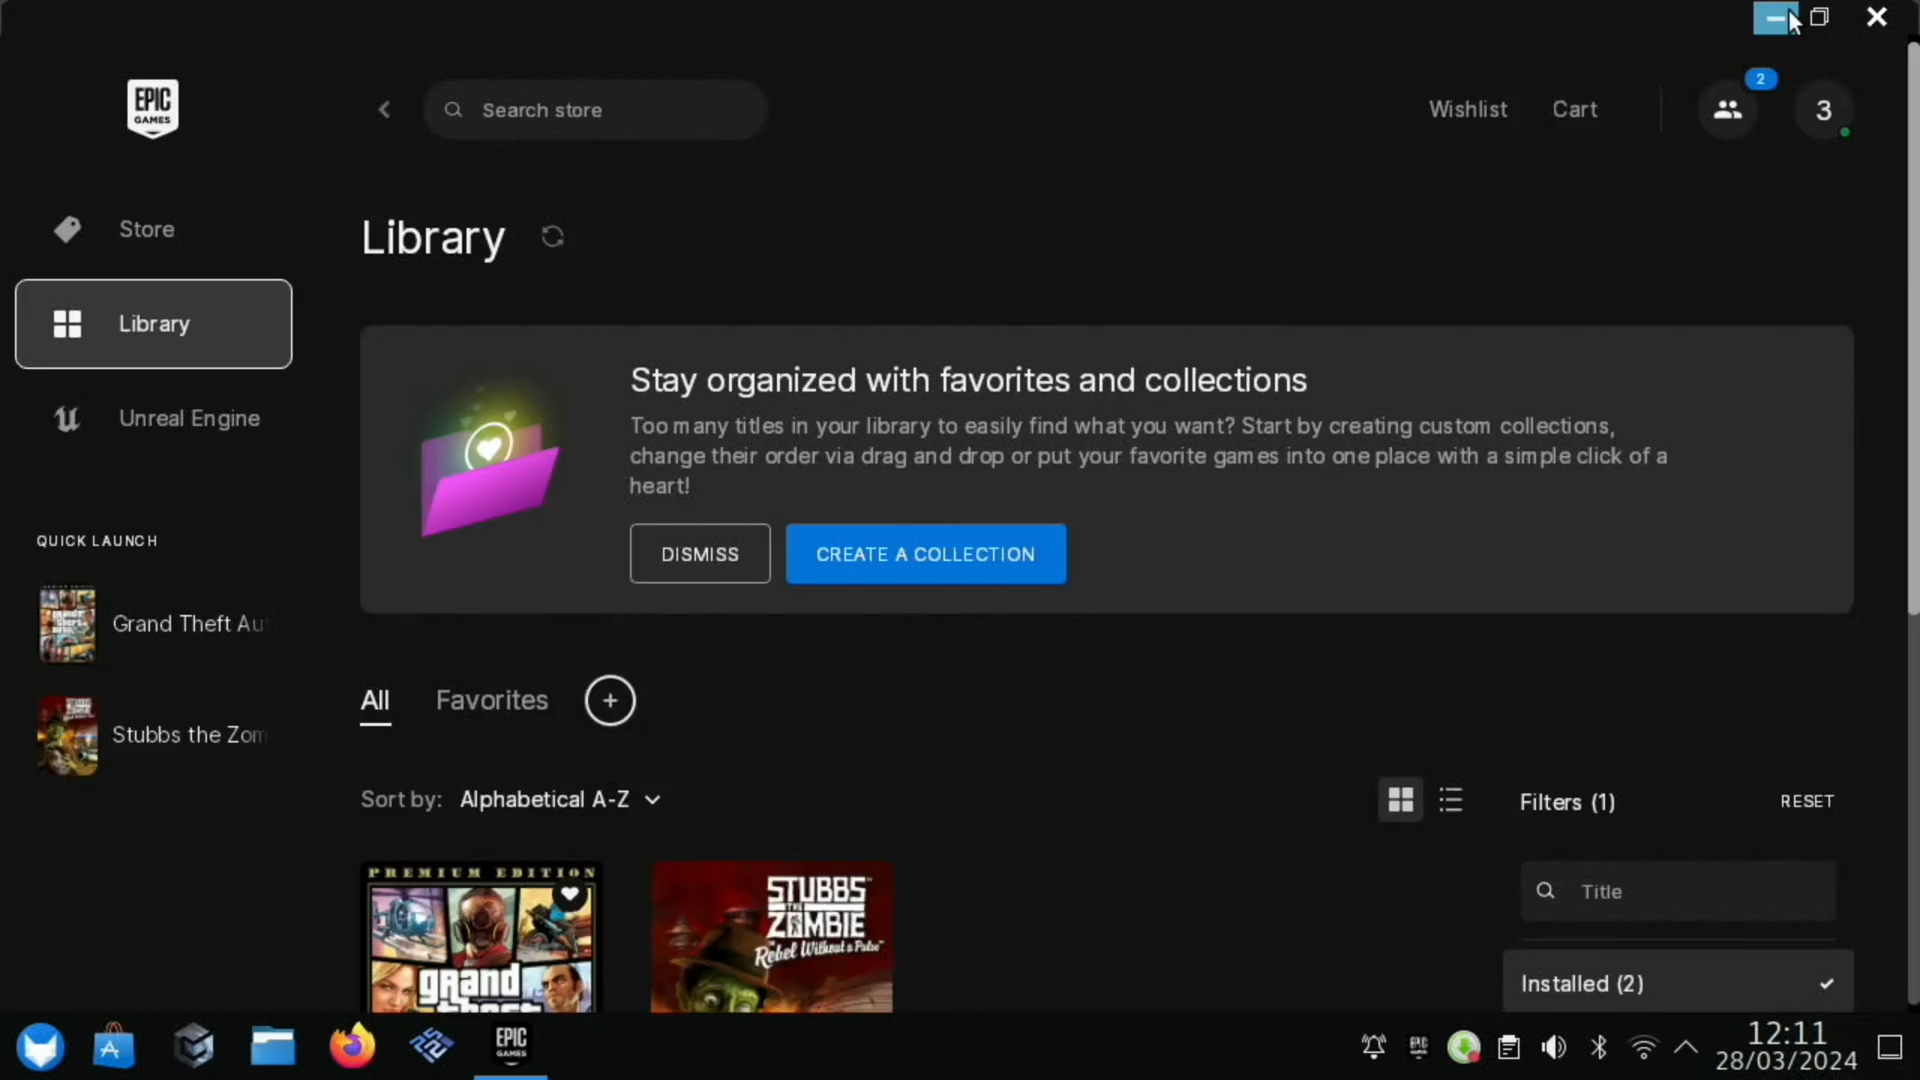 EPIC
GAMES
Search store
Wishlist
Cart
2
3
Store
Library
Unreal Engine
QUICK LAUNCH
Grand Theft Au
Stubbs the Zom
Library
Stay organized with favorites and collections
Too many titles in your library to easily find what you want? Start by creating custom collections,
change their order via drag and drop or put your favorite games into one place with a simple click of a
heart!
DISMISS
CREATE A COLLECTION
All
Favorites
Sort by: Alphabetical A-Z
Filters (1)
RESET
Title
Installed (2)
PREMIUM EDITION
grand
STUBBS
THE
ZOMBIE
Rebel Without a Pulse
EPIC
GAMES
12:11
28/03/2024